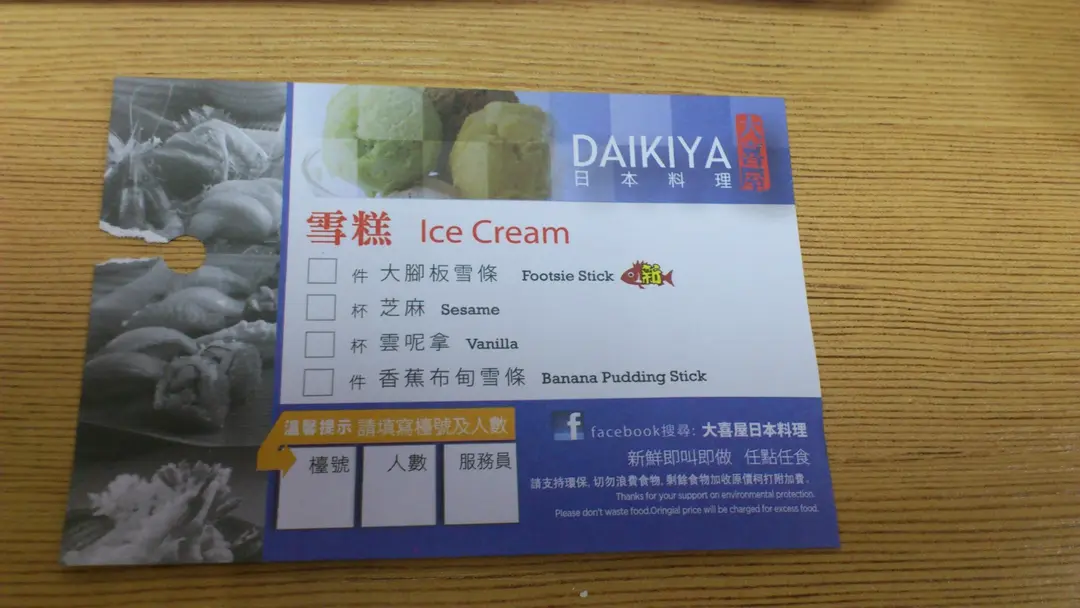 DAIKIYA 大喜屋
日本料理
雪糕 Ice Cream
件 大腳板雪條 Footsie Stick 新
杯 芝麻 Sesame
杯 雲呢拿 Vanilla
件 香蕉布甸雪條 Banana Pudding Stick
溫馨提示 請填寫檯號及人數
檯號 人數 服務員
f facebook搜尋: 大喜屋日本料理
新鮮即叫即做 任點任食
請支持環保, 切勿浪費食物, 剩餘食物加收原價柯打附加費。
Thanks for your support on environmental protection.
Please don't waste food.Oringial price will be charged for excess food.